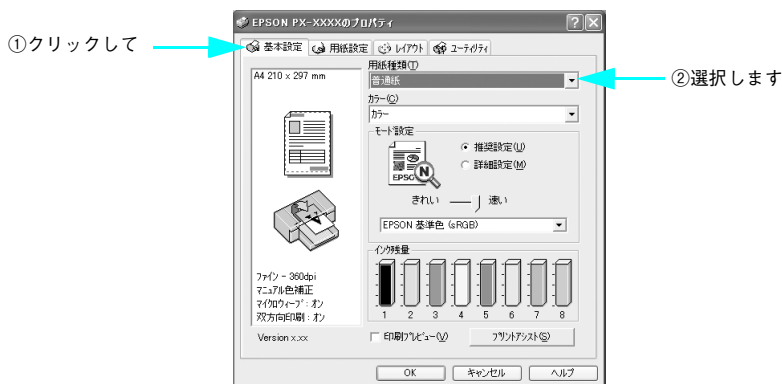 EPSON PX-XXXXのプロパティ
①クリックして
基本設定 用紙設定 レイアウト ユーティリティ
②選択します
A4 210 x 297 mm
用紙種類(T)
普通紙
カラー(C)
カラー
モード設定
推奨設定(U)
詳細設定(M)
EPSO
N
きれい 速い
EPSON 基準色 (sRGB)
インク残量
1 2 3 4 5 6 7 8
ファイン - 360dpi
マニュアル色補正
マイクロウィーブ : オン
双方向印刷 : オン
Version x.xx
印刷プレビュー(V)
プリントアシスト(S)
OK キャンセル ヘルプ